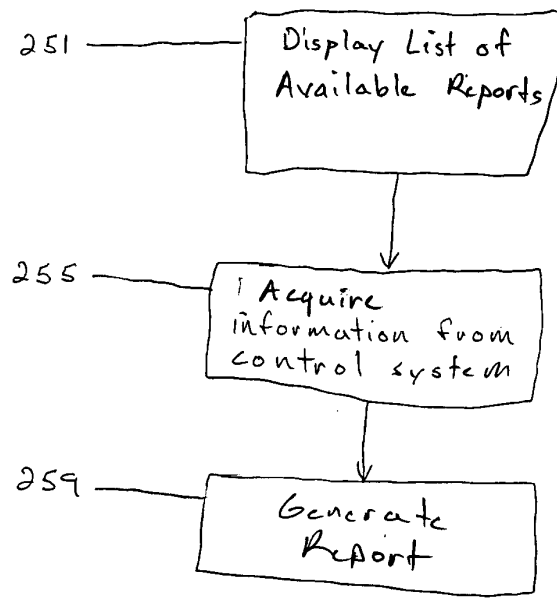 251
Display List of
Available Reports
255
Acquire
information from
control system
259
Generate
Report